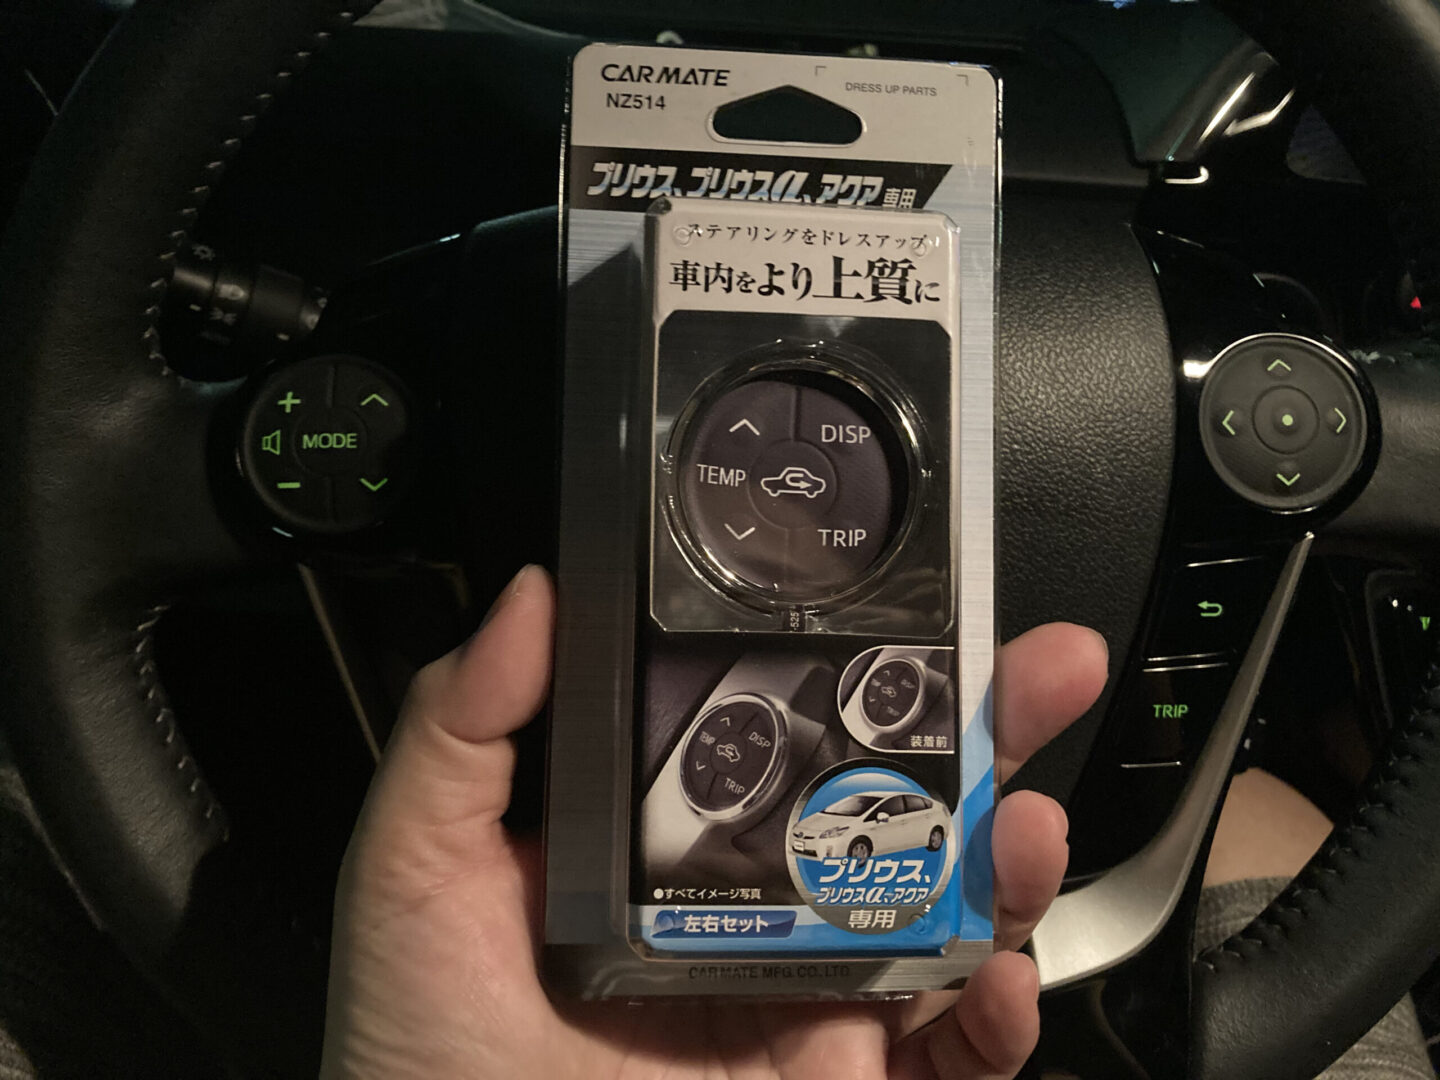 CARMATE
NZ514
DRESS UP PARTS
プリウス、プリウスα、アクア専用
ステアリングをドレスアップ
車内をより上質に
DISP
TEMP
TRIP
525
DISP
TEMP
TRIP
DISP
TEMP
TRIP
装着前
プリウス、
プリウスα、アクア
専用
●すべてイメージ写真
左右セット
CARMATE MFG.CO.,LTD.
+
MODE
−
TRIP